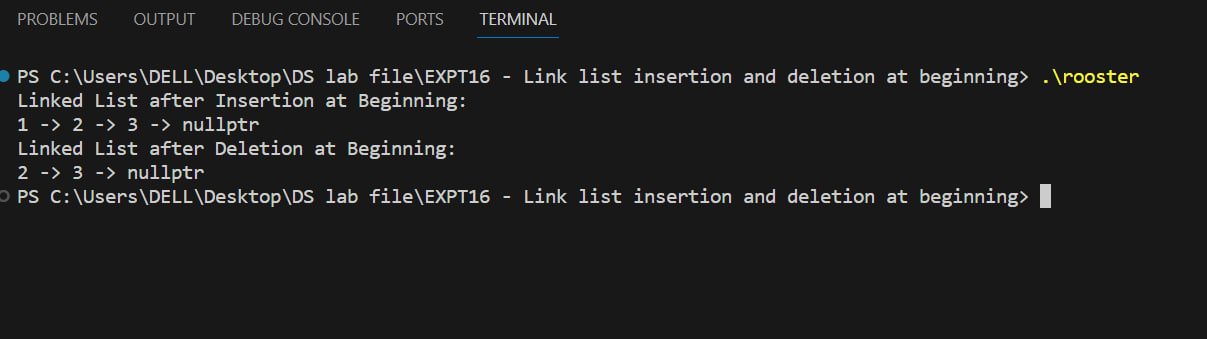 PROBLEMS OUTPUT DEBUG CONSOLE PORTS TERMINAL
PS C:\Users\DELL\Desktop\DS lab file\EXPT16 - Link list insertion and deletion at beginning> .\rooster
Linked List after Insertion at Beginning:
1 -> 2 -> 3 -> nullptr
Linked List after Deletion at Beginning:
2 -> 3 -> nullptr
PS C:\Users\DELL\Desktop\DS lab file\EXPT16 - Link list insertion and deletion at beginning>